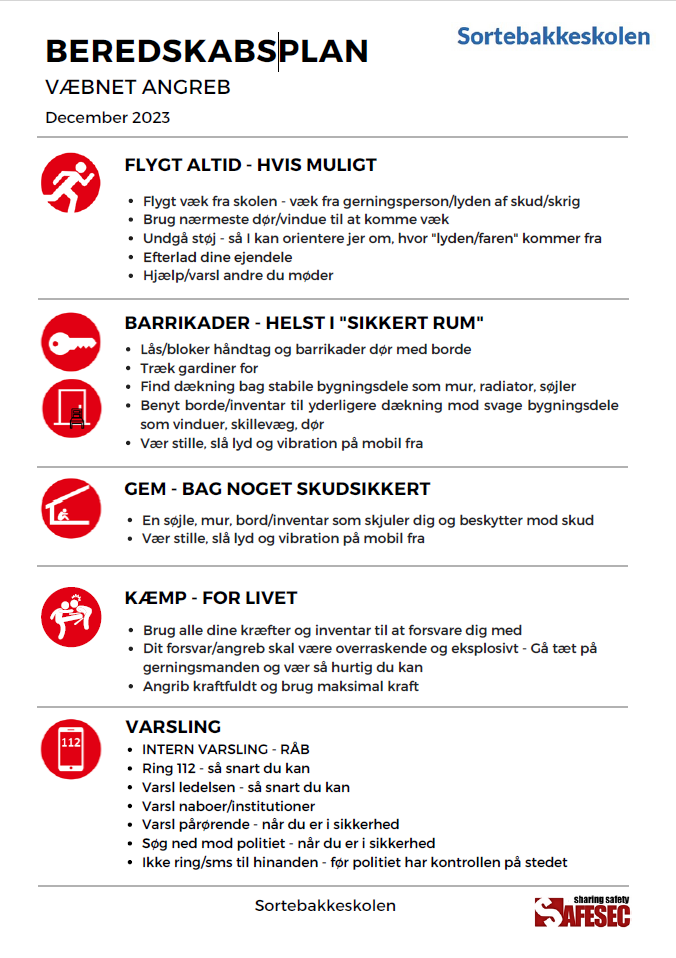 BEREDSKABSPLAN
Sortebakkeskolen
VÆBNET ANGREB
December 2023
FLYGT ALTID - HVIS MULIGT
• Flygt væk fra skolen - væk fra gerningsperson/lyden af skud/skrig
• Brug nærmeste dør/vindue til at komme væk
• Undgå støj - så I kan orientere jer om, hvor "lyden/faren" kommer fra
• Efterlad dine ejendele
• Hjælp/varsl andre du møder
BARRIKADER - HELST I "SIKKERT RUM"
• Lås/bloker håndtag og barrikader dør med borde
• Træk gardiner for
• Find dækning bag stabile bygningsdele som mur, radiator, søjler
• Benyt borde/inventar til yderligere dækning mod svage bygningsdele
som vinduer, skillevæg, dør
• Vær stille, slå lyd og vibration på mobil fra
GEM - BAG NOGET SKUDSIKKERT
• En søjle, mur, bord/inventar som skjuler dig og beskytter mod skud
• Vær stille, slå lyd og vibration på mobil fra
KÆMP - FOR LIVET
• Brug alle dine kræfter og inventar til at forsvare dig med
• Dit forsvar/angreb skal være overraskende og eksplosivt - Gå tæt på
gerningsmanden og vær så hurtig du kan
• Angrib kraftfuldt og brug maksimal kraft
112
VARSLING
• INTERN VARSLING - RÅB
• Ring 112 - så snart du kan
• Varsl ledelsen - så snart du kan
• Varsl naboer/institutioner
• Varsl pårørende - når du er i sikkerhed
• Søg ned mod politiet - når du er i sikkerhed
• Ikke ring/sms til hinanden - før politiet har kontrollen på stedet
Sortebakkeskolen
sharing safety
SAFESEC